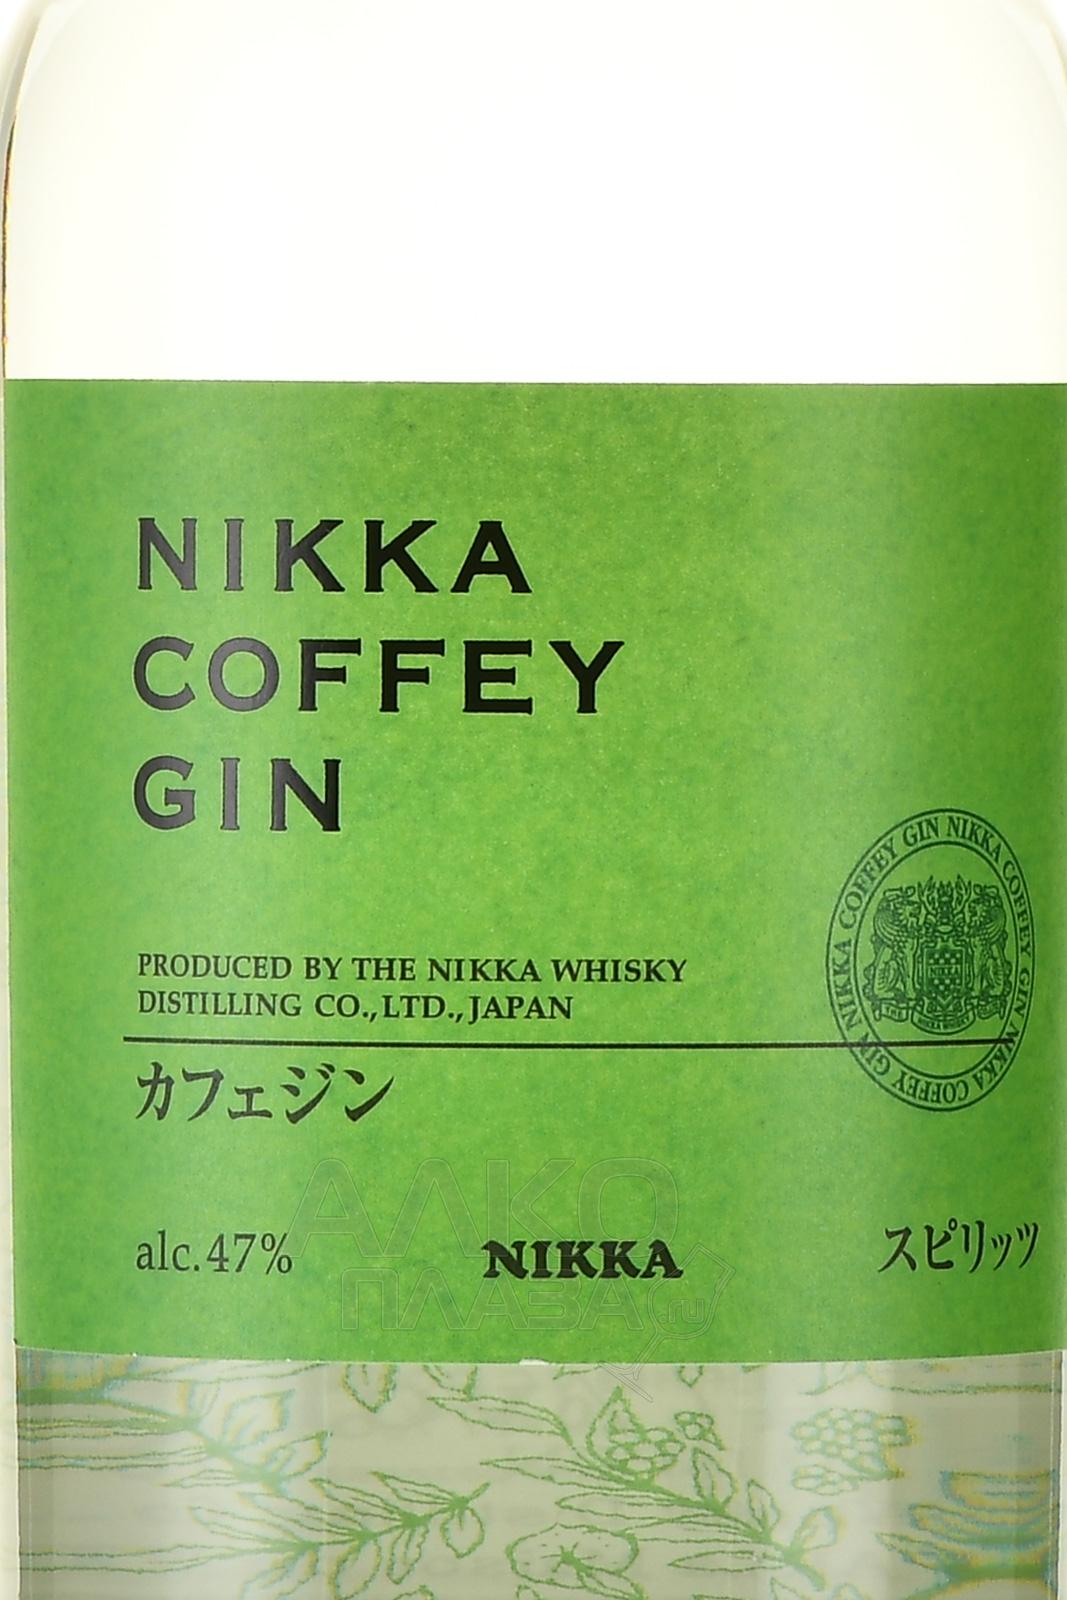 NIKKA
COFFEY
GIN
NIKKA COFFEY GIN NIKKA COFFEY GIN NIKKA COFFEY GIN
NIKKA
PRODUCED BY THE NIKKA WHISKY
DISTILLING CO.,LTD.,JAPAN
カフェジン
alc.47%
NIKKA
スピリッツ
АЛКО
ПЛАЗА.ru